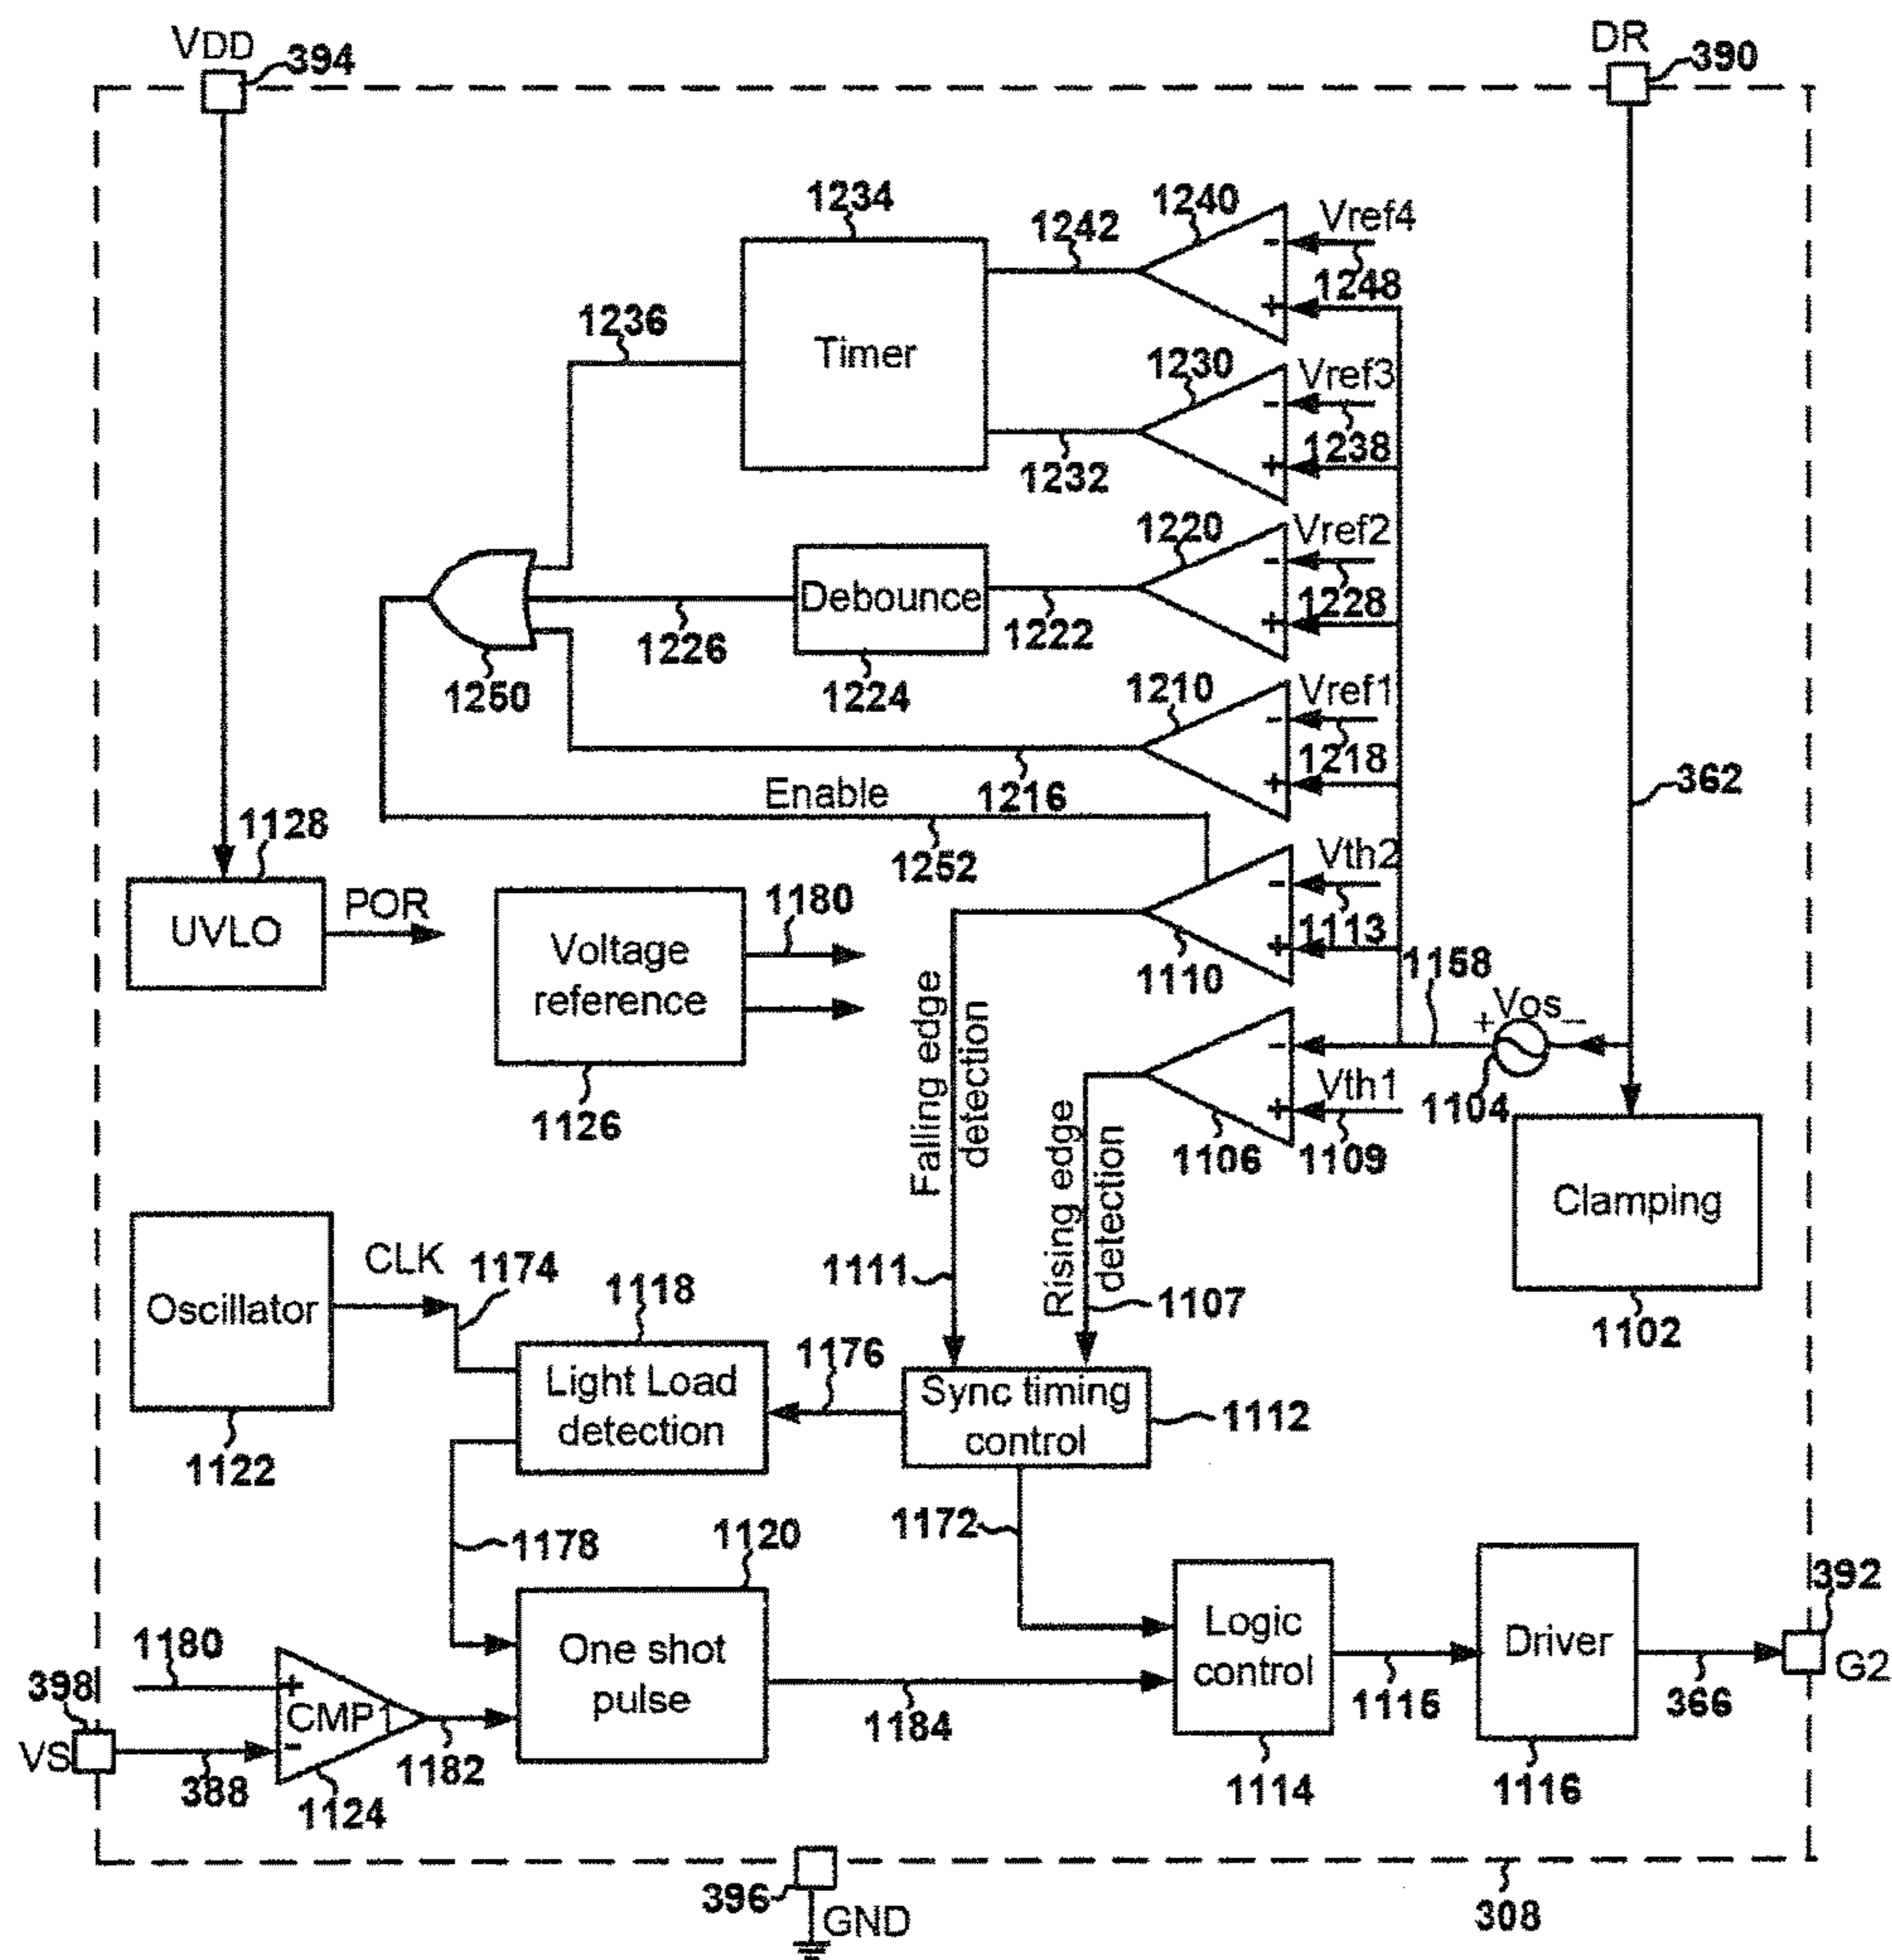 VDD
394
DR
390
1234
1240
Vref4
1242
1248
1236
Timer
1230
Vref3
1238
1232
1220
Vref2
Debounce
1228
1226
1222
1250
1224
1210
Vref1
1218
362
Enable
1216
1128
1252
Vth2
POR
1180
UVLO
1113
Voltage
reference
1110
1158
+ Vos −
Falling edge
detection
Vth1
1104
1126
1106
1109
Rising edge
detection
Clamping
CLK
1174
1111
1107
Oscillator
1118
1102
1176
Light Load
detection
Sync timing
control
1112
1122
1178
1120
1172
392
1180
One shot
pulse
Logic
control
Driver
398
CMP1
G2
VS
1184
1115
366
388
1182
1124
1114
1116
396
GND
308